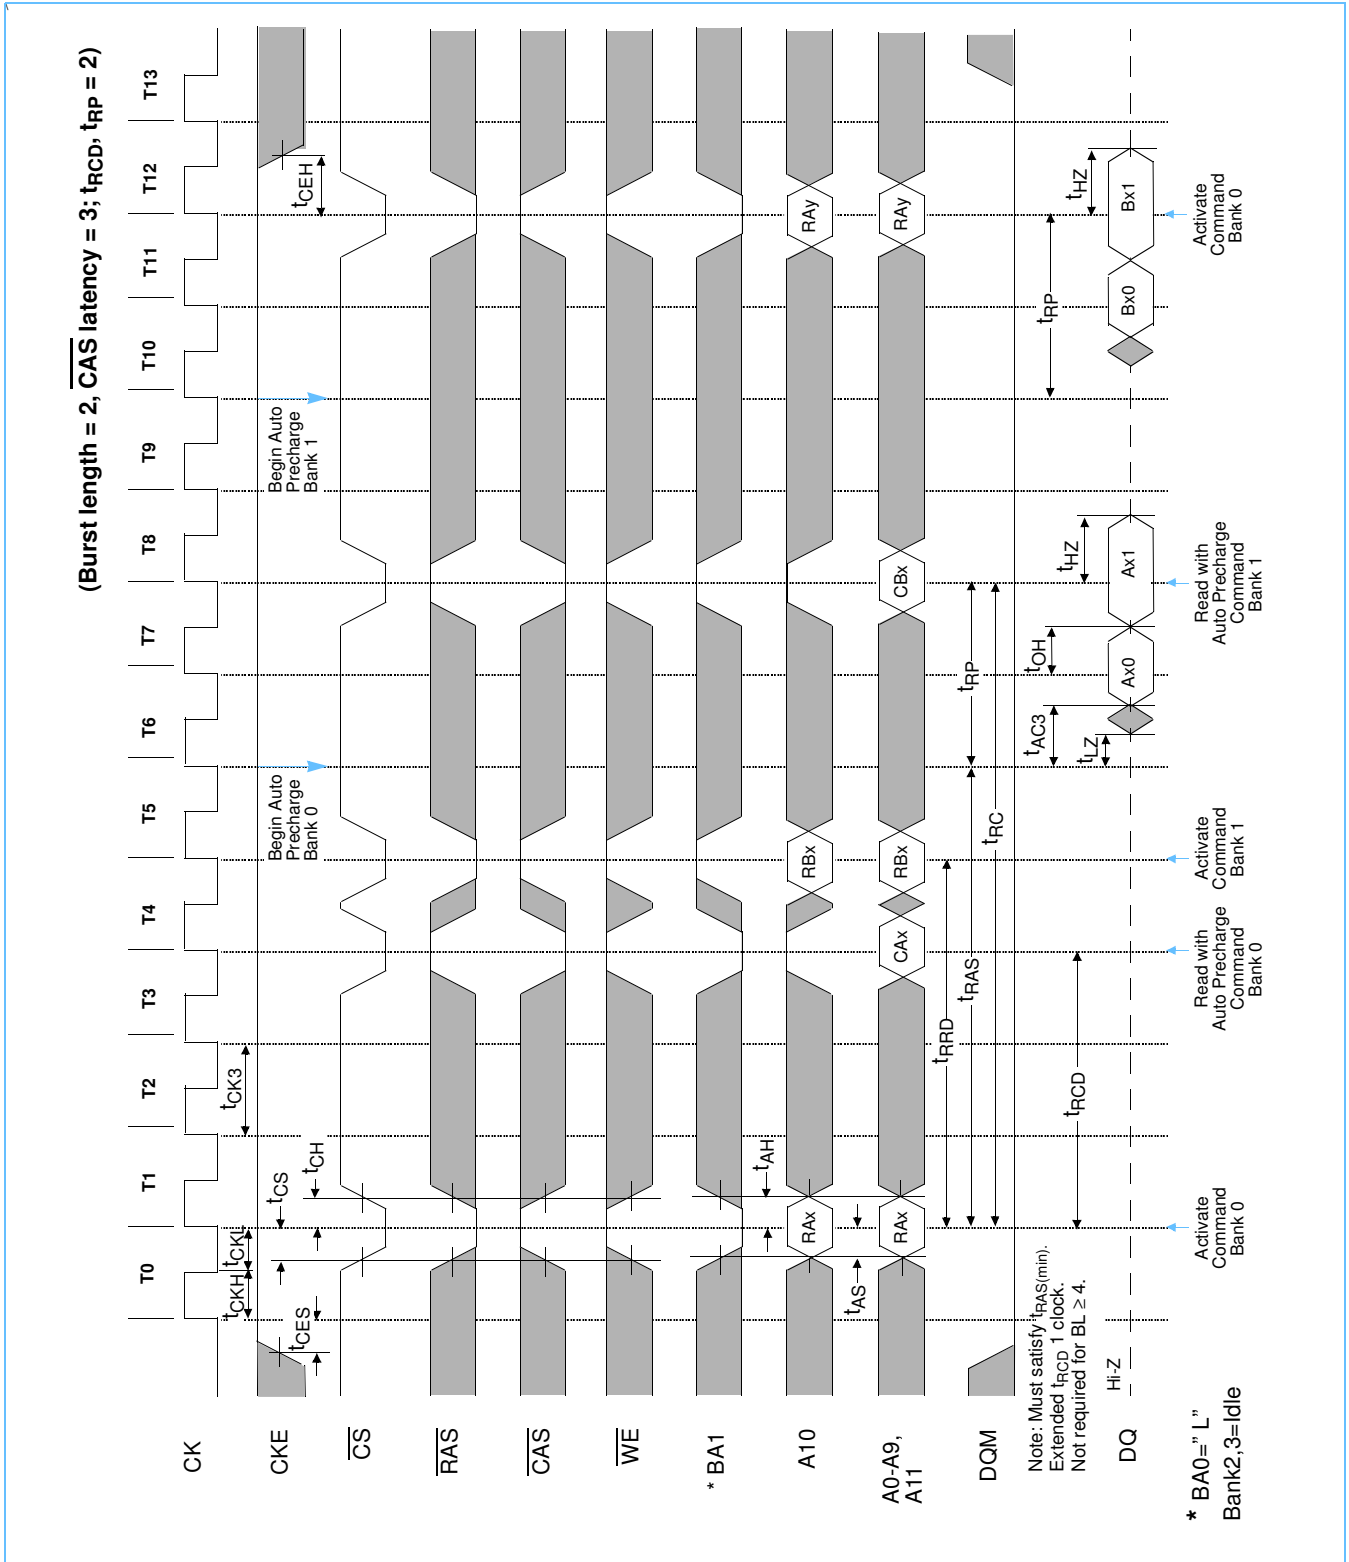 (Burst length = 2, CAS latency = 3; tRCD, tRP = 2)
T0 T1 T2 T3 T4 T5 T6 T7 T8 T9 T10 T11 T12 T13
CK
tCKH tCKL
tCK3
CKE
tCES
tCS
tCH
Begin Auto
Precharge
Bank 0
Begin Auto
Precharge
Bank 1
tCEH
CS
RAS
CAS
WE
* BA1
tAH
A10
RAx
RBx
RAy
tAS
A0-A9,
A11
RAx
CAx
RBx
CBx
RAy
tRRD
tRAS
tRP
tRC
DQM
Note: Must satisfy tRAS(min).
Extended tRCD 1 clock.
Not required for BL ≥ 4.
tRCD
tAC3
tLZ
tOH
tHZ
tRP
tHZ
DQ
Hi-Z
Ax0
Ax1
Bx0
Bx1
Activate
Command
Bank 0
Read with
Auto Precharge
Command
Bank 0
Activate
Command
Bank 1
Read with
Auto Precharge
Command
Bank 1
Activate
Command
Bank 0
* BA0=” L”
Bank2,3=Idle